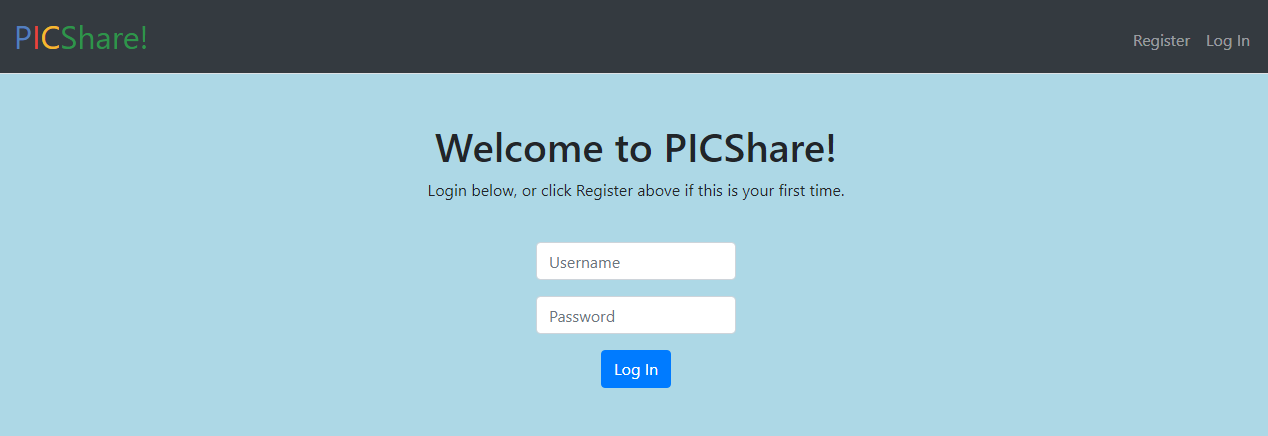 PICShare!
Register Log In
Welcome to PICShare!
Login below, or click Register above if this is your first time.
Username
Password
Log In